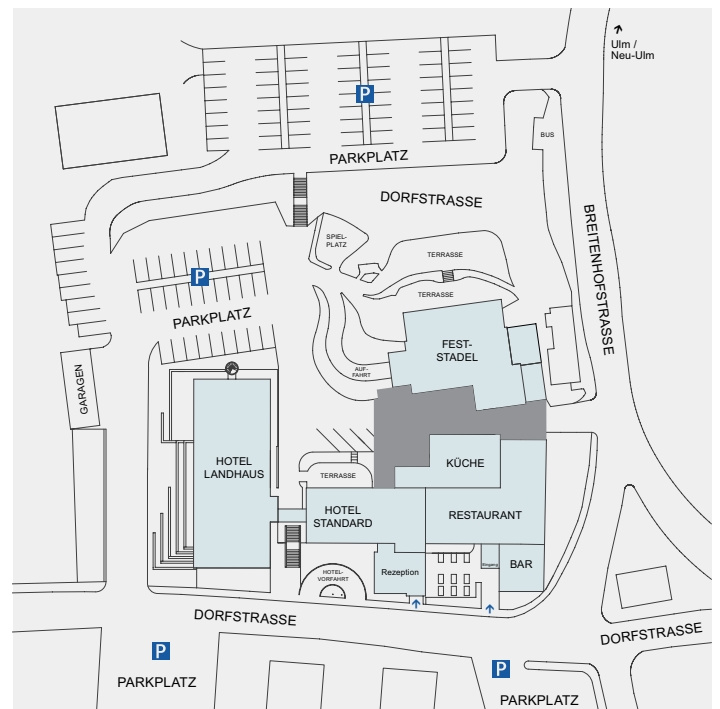 Ulm /
Neu-Ulm
P
PARKPLATZ
BUS
DORFSTRASSE
BREITENHOFSTRASSE
SPIEL-
PLATZ
TERRASSE
P
TERRASSE
PARKPLATZ
FEST-
STADEL
AUF-
FAHRT
GARAGEN
HOTEL
LANDHAUS
KÜCHE
TERRASSE
HOTEL
STANDARD
RESTAURANT
Eingang
BAR
Rezeption
HOTEL-
VORFAHRT
DORFSTRASSE
DORFSTRASSE
P
PARKPLATZ
P
PARKPLATZ